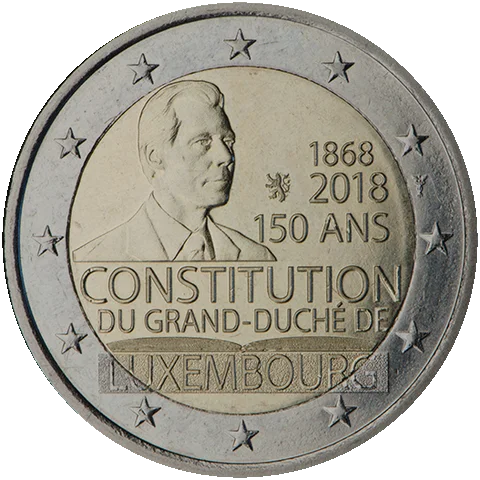 1868
2018
150 ANS
CONSTITUTION
DU GRAND-DUCHÉ DE
LUXEMBOURG